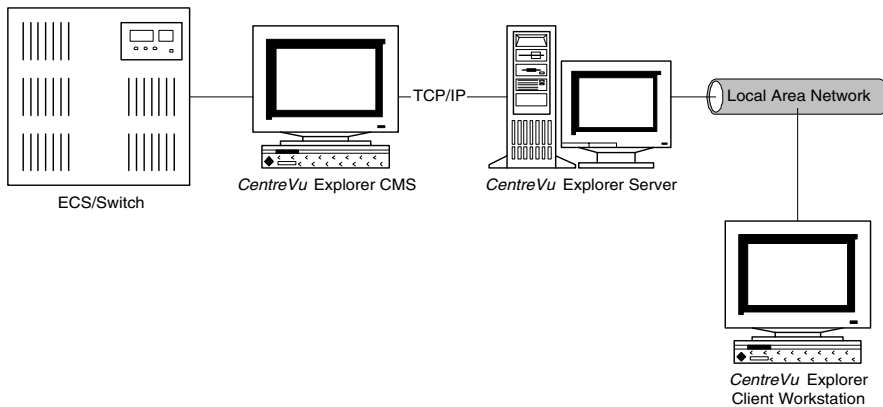 TCP/IP
Local Area Network
ECS/Switch
CentreVu Explorer CMS
CentreVu Explorer Server
CentreVu Explorer
Client Workstation